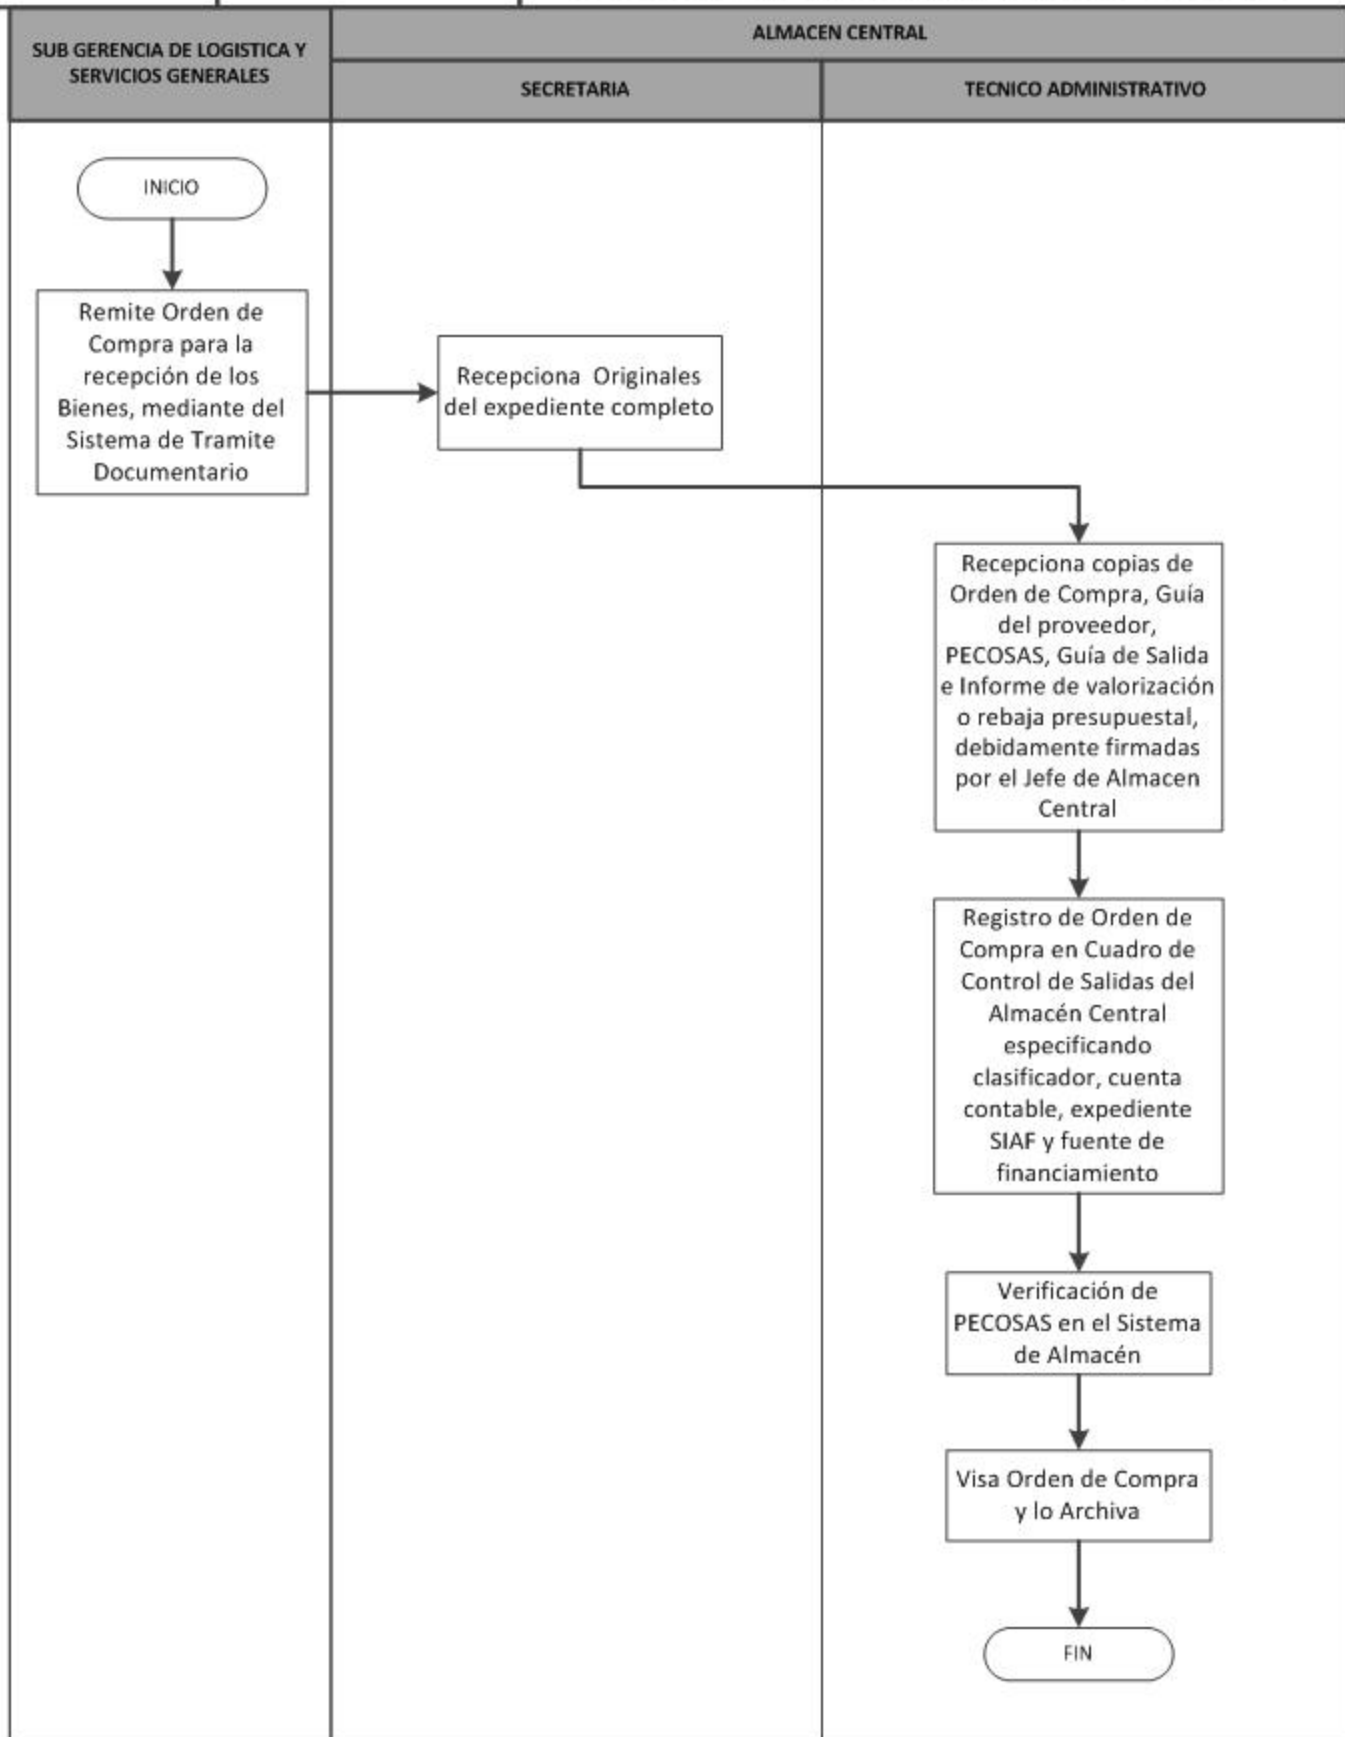 SUB GERENCIA DE LOGISTICA Y
SERVICIOS GENERALES
ALMACEN CENTRAL
SECRETARIA
TECNICO ADMINISTRATIVO
INICIO
Remite Orden de
Compra para la
recepción de los
Bienes, mediante del
Sistema de Tramite
Documentario
Recepciona Originales
del expediente completo
Recepciona copias de
Orden de Compra, Guía
del proveedor,
PECOSAS, Guía de Salida
e Informe de valorización
o rebaja presupuestal,
debidamente firmadas
por el Jefe de Almacen
Central
Registro de Orden de
Compra en Cuadro de
Control de Salidas del
Almacén Central
especificando
clasificador, cuenta
contable, expediente
SIAF y fuente de
financiamiento
Verificación de
PECOSAS en el Sistema
de Almacén
Visa Orden de Compra
y lo Archiva
FIN